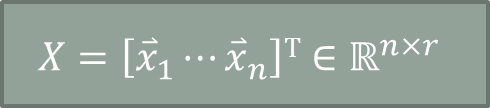 X = [x⃗₁ ⋯ x⃗ₙ]ᵀ ∈ ℝⁿˣʳ